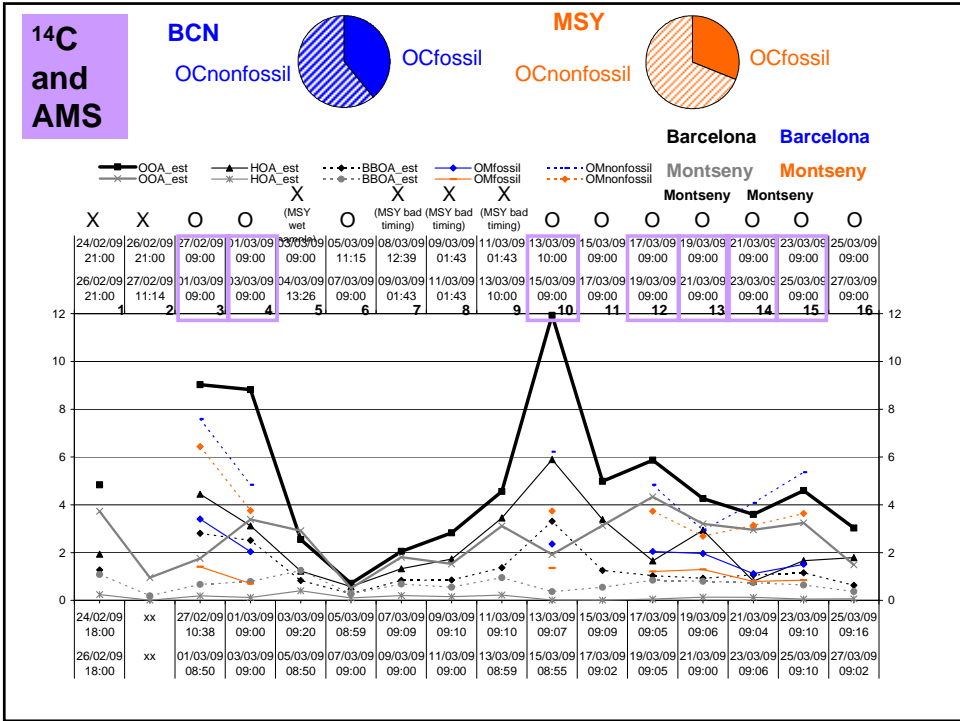 14C
and
AMS
BCN
OCnonfossil
OCfossil
MSY
OCnonfossil
OCfossil
Barcelona Barcelona
Montseny Montseny
Montseny Montseny
OOA_est HOA_est BBOA_est OMfossil OMnonfossil
OOA_est HOA_est BBOA_est OMfossil OMnonfossil
X X O O X O X X X O O O O O O O
(MSY wet sample) (MSY bad timing) (MSY bad timing) (MSY bad timing)
24/02/09 26/02/09 27/02/09 01/03/09 03/03/09 05/03/09 08/03/09 09/03/09 11/03/09 13/03/09 15/03/09 17/03/09 19/03/09 21/03/09 23/03/09 25/03/09
21:00 21:00 09:00 09:00 09:00 11:15 12:39 01:43 01:43 10:00 09:00 09:00 09:00 09:00 09:00 09:00
26/02/09 27/02/09 01/03/09 03/03/09 04/03/09 07/03/09 09/03/09 11/03/09 13/03/09 15/03/09 17/03/09 19/03/09 21/03/09 23/03/09 25/03/09 27/03/09
21:00 11:14 09:00 09:00 13:26 09:00 01:43 01:43 10:00 09:00 09:00 09:00 09:00 09:00 09:00 09:00
1 2 3 4 5 6 7 8 9 10 11 12 13 14 15 16
12 12
10 10
8 8
6 6
4 4
2 2
0 0
24/02/09 xx 27/02/09 01/03/09 03/03/09 05/03/09 07/03/09 09/03/09 11/03/09 13/03/09 15/03/09 17/03/09 19/03/09 21/03/09 23/03/09 25/03/09
18:00 10:38 09:00 09:20 08:59 09:09 09:10 09:10 09:07 09:09 09:05 09:06 09:04 09:10 09:16
26/02/09 xx 01/03/09 03/03/09 05/03/09 07/03/09 09/03/09 11/03/09 13/03/09 15/03/09 17/03/09 19/03/09 21/03/09 23/03/09 25/03/09 27/03/09
18:00 08:50 09:00 08:50 09:00 09:00 09:00 08:59 08:55 09:02 09:05 09:00 09:06 09:10 09:02